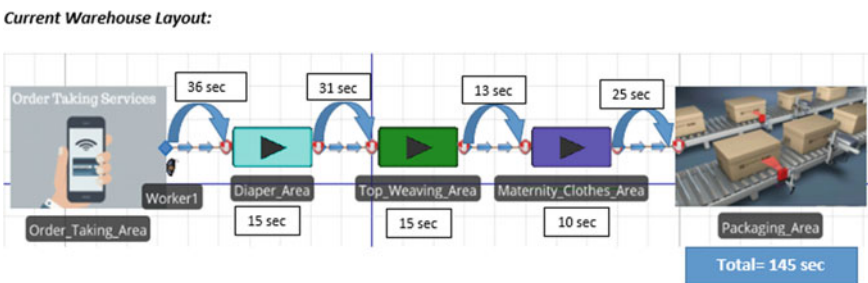 Current Warehouse Layout:
36 sec
31 sec
13 sec
25 sec
Order Taking Services
Worker1
Diaper_Area
Top_Weaving_Area
Maternity_Clothes_Area
Order_Taking_Area
15 sec
15 sec
10 sec
Packaging_Area
Total= 145 sec